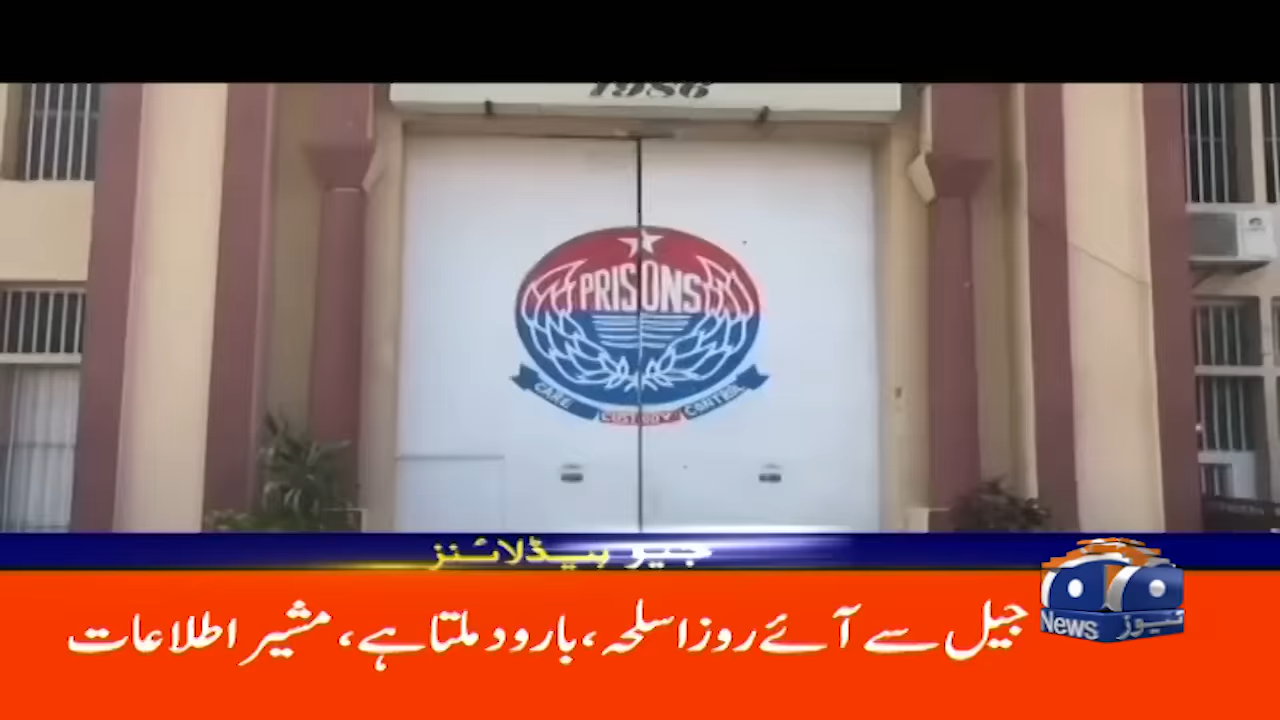 1986
PRISONS
CARE CUSTODY CONTROL
جیو ہیڈلائنز
جیل سے آئے روز اسلحہ، بارود ملتا ہے، مشیر اطلاعات
News نیوز